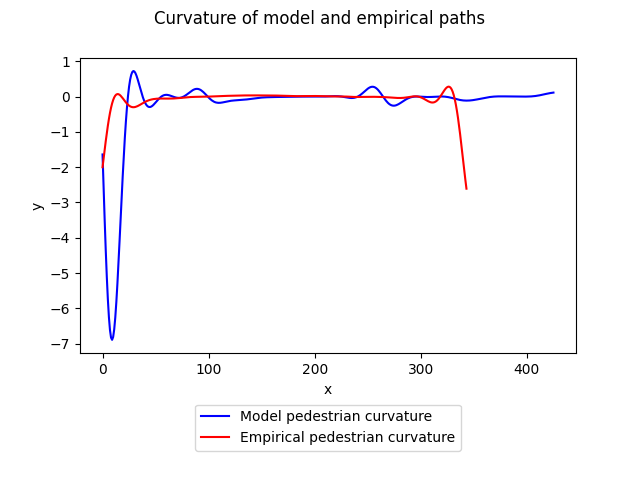 Curvature of model and empirical paths
1
0
−1
−2
−3
−4
−5
−6
−7
y
0 100 200 300 400
x
Model pedestrian curvature
Empirical pedestrian curvature